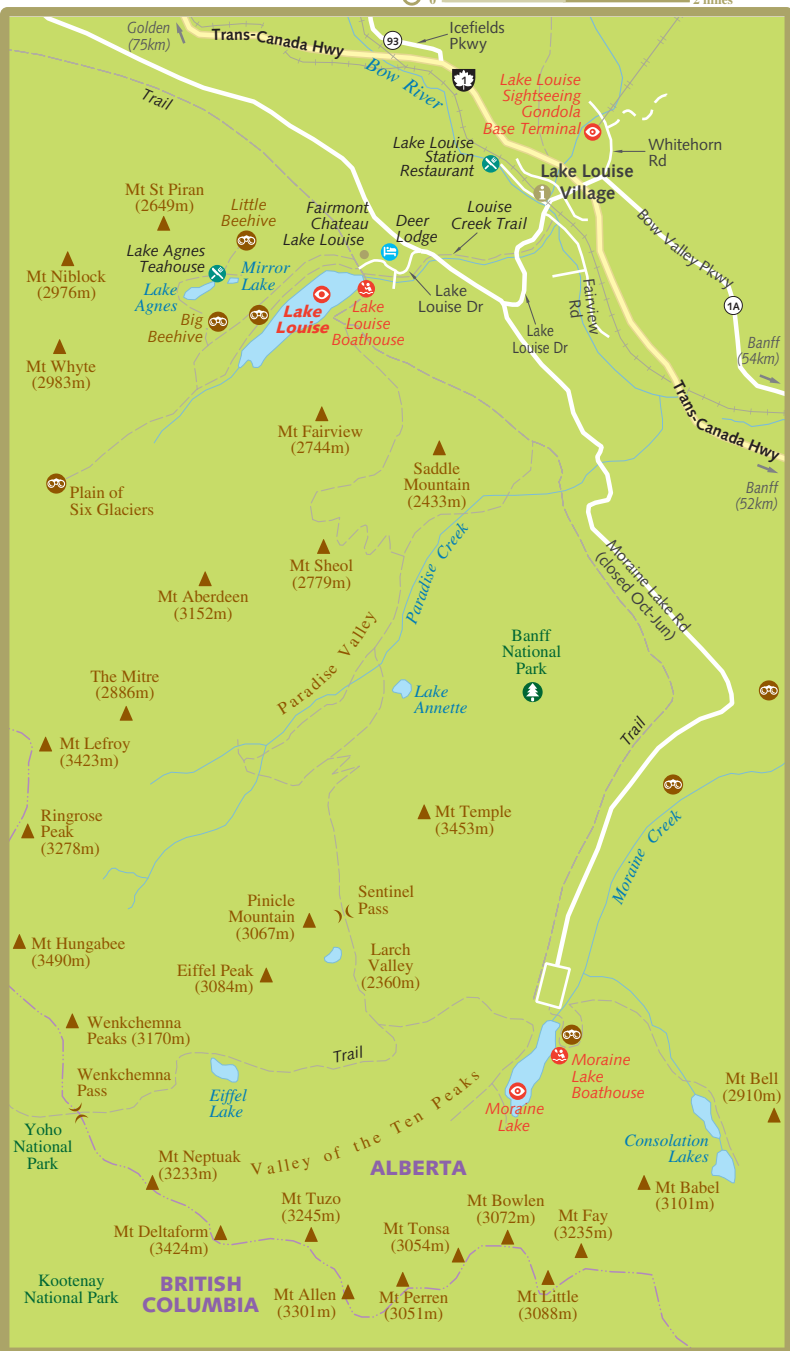 0
2 miles
Golden
(75km)
Trans-Canada Hwy
93
Icefields
Pkwy
1
Bow River
Trail
Lake Louise
Sightseeing
Gondola
Base Terminal
Lake Louise
Station
Restaurant
Whitehorn
Rd
Lake Louise
Village
Mt St Piran
(2649m)
Little
Beehive
Fairmont
Chateau
Lake Louise
Deer
Lodge
Louise
Creek Trail
Bow Valley Pkwy
Lake Agnes
Teahouse
Mirror
Lake
Mt Niblock
(2976m)
Lake
Agnes
Big
Beehive
Lake
Louise
Lake
Louise
Boathouse
Lake
Louise Dr
Lake
Louise Dr
Fairview
Rd
1A
Banff
(54km)
Mt Whyte
(2983m)
Trans-Canada Hwy
Mt Fairview
(2744m)
Saddle
Mountain
(2433m)
Banff
(52km)
Plain of
Six Glaciers
Mt Sheol
(2779m)
Paradise Creek
Moraine Lake Rd
(closed Oct-Jun)
Mt Aberdeen
(3152m)
Paradise Valley
Banff
National
Park
The Mitre
(2886m)
Lake
Annette
Mt Lefroy
(3423m)
Trail
Ringrose
Peak
(3278m)
Mt Temple
(3453m)
Moraine Creek
Pinicle
Mountain
(3067m)
Sentinel
Pass
Mt Hungabee
(3490m)
Larch
Valley
(2360m)
Eiffel Peak
(3084m)
Wenkchemna
Peaks (3170m)
Trail
Wenkchemna
Pass
Eiffel
Lake
Moraine
Lake
Boathouse
Moraine
Lake
Mt Bell
(2910m)
Yoho
National
Park
Valley of the Ten Peaks
Consolation
Lakes
Mt Neptuak
(3233m)
ALBERTA
Mt Babel
(3101m)
Mt Tuzo
(3245m)
Mt Bowlen
(3072m)
Mt Fay
(3235m)
Mt Deltaform
(3424m)
Mt Tonsa
(3054m)
Kootenay
National Park
BRITISH
COLUMBIA
Mt Allen
(3301m)
Mt Perren
(3051m)
Mt Little
(3088m)